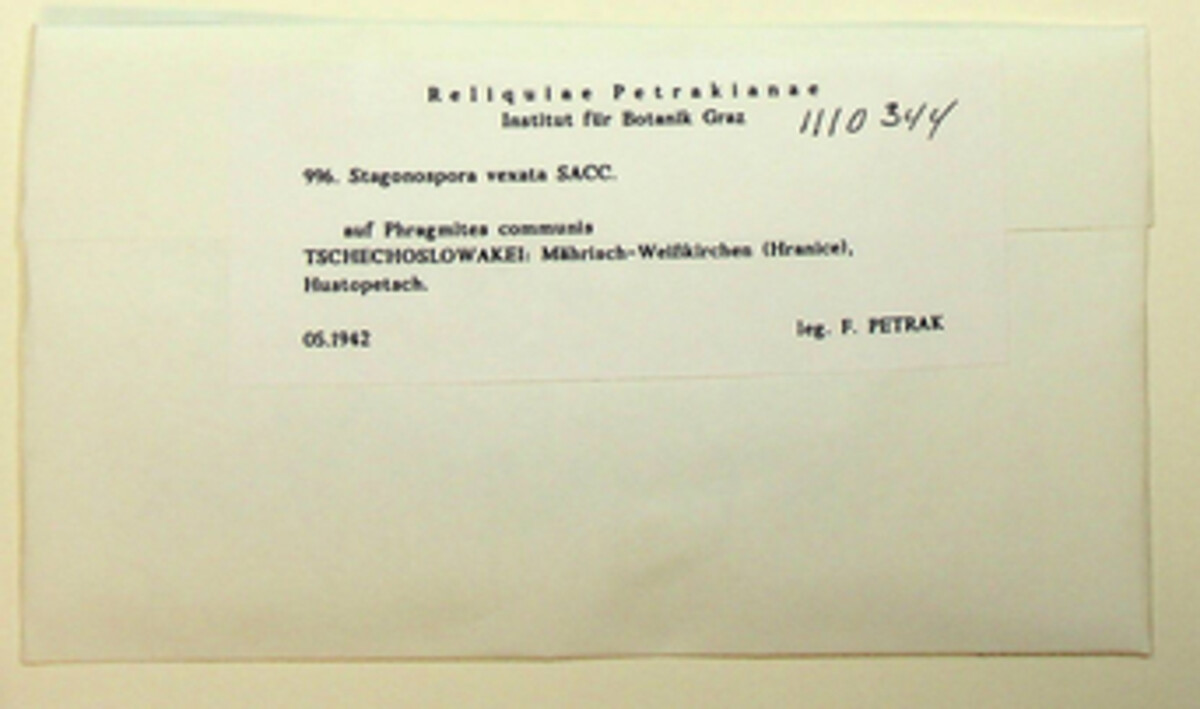 Reliquiae Petrakianae
Institut für Botanik Graz
1110344
996. Stagonospora vexata SACC.
auf Phragmites communis
TSCHECHOSLOWAKEI: Mährisch-Weißkirchen (Hranice),
Hustopetsch.
05.1942
leg. F. PETRAK